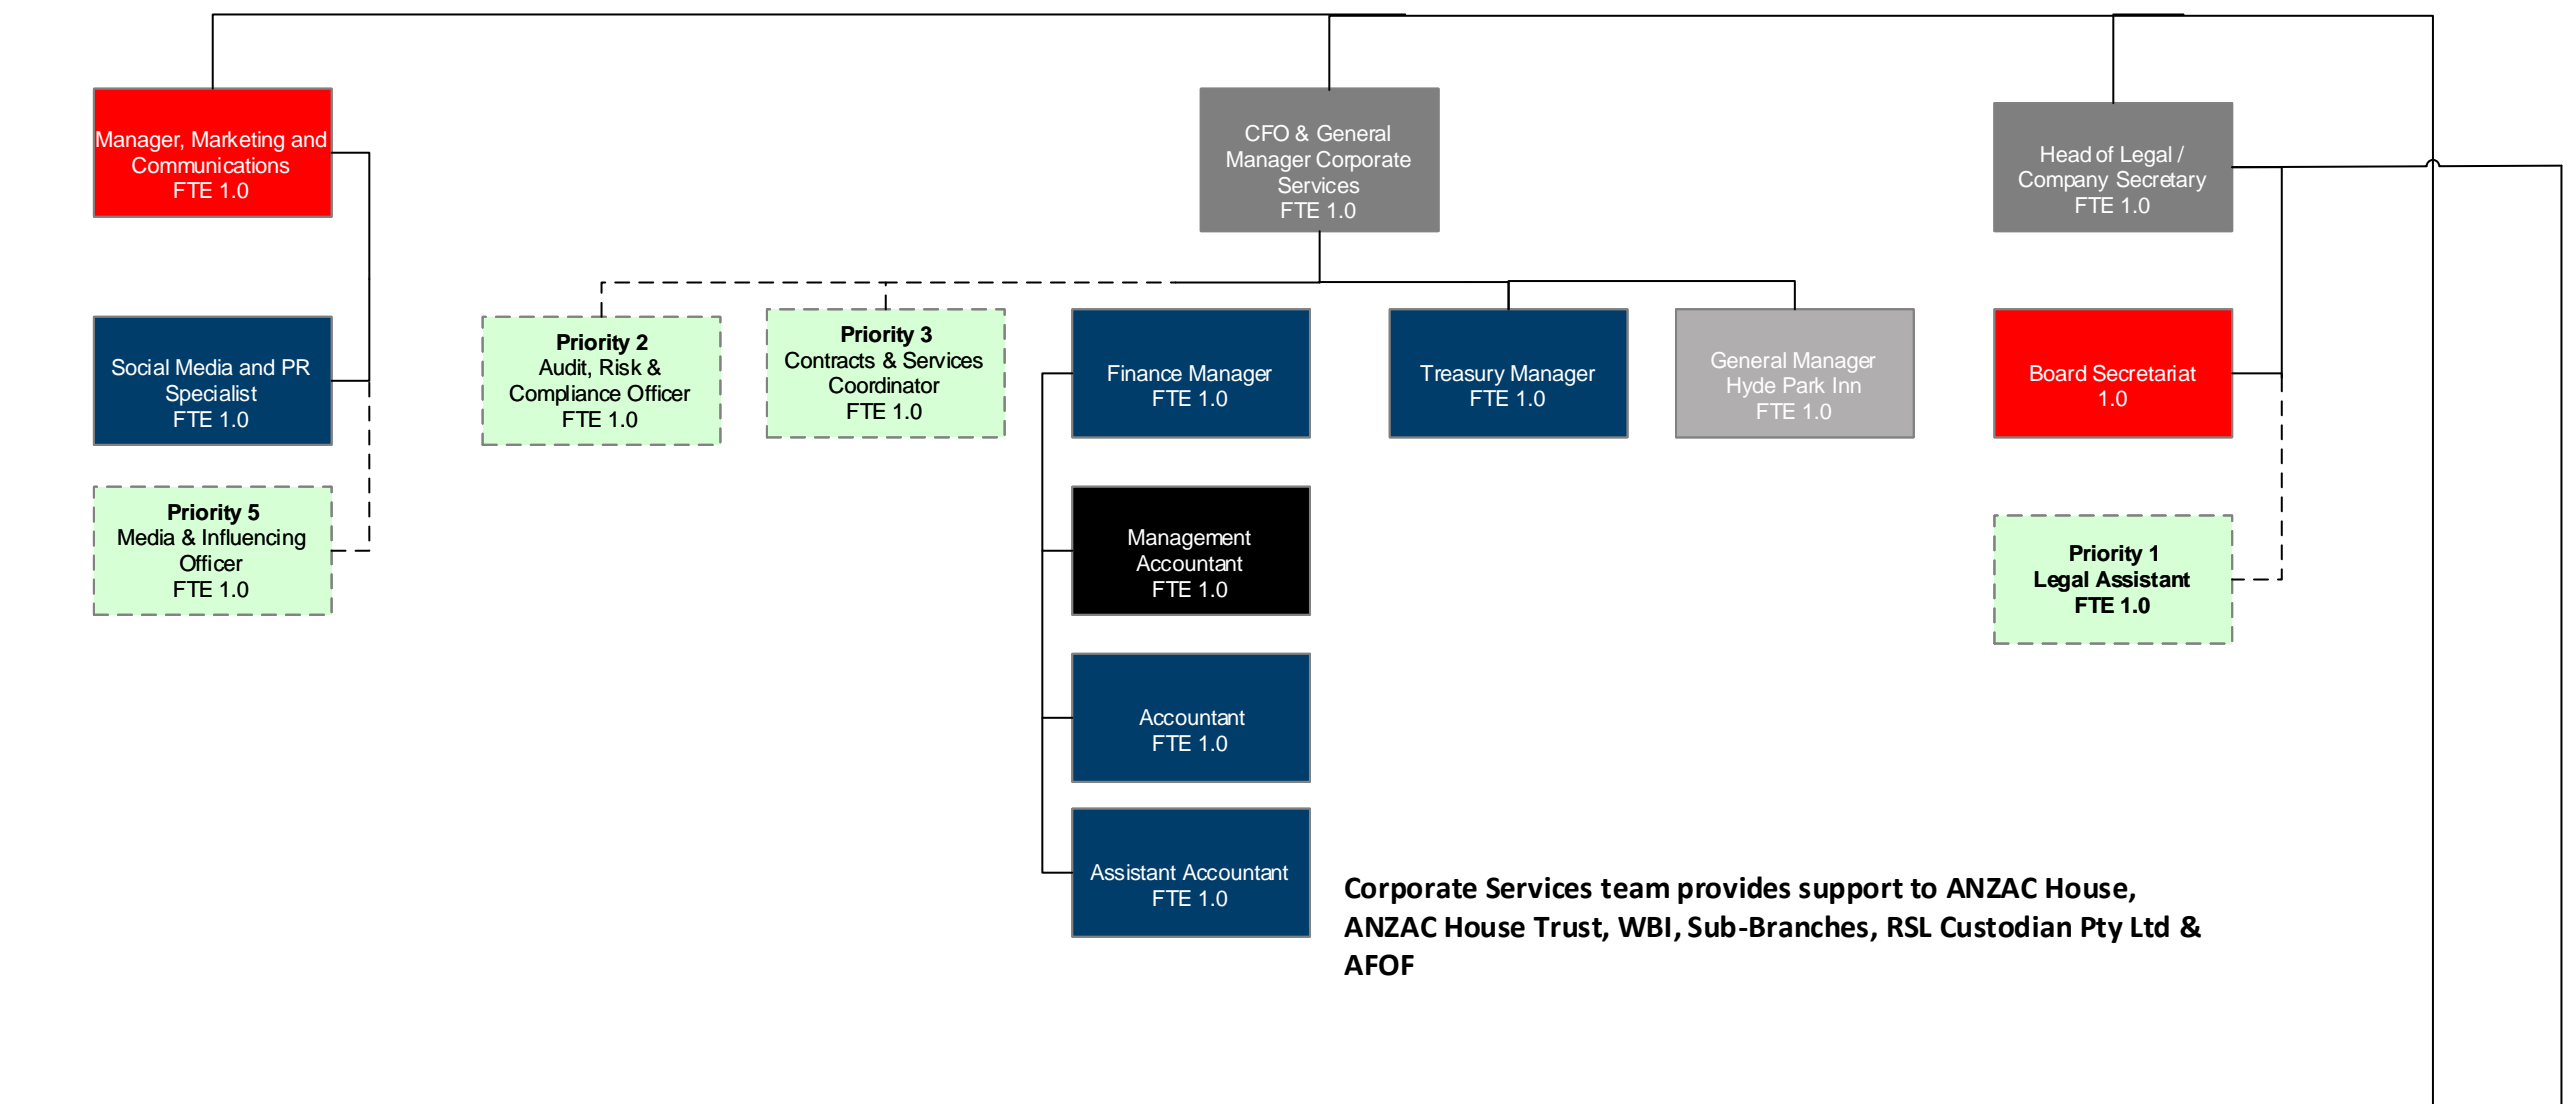 Manager, Marketing and
Communications
FTE 1.0
CFO & General
Manager Corporate
Services
FTE 1.0
Head of Legal /
Company Secretary
FTE 1.0
Social Media and PR
Specialist
FTE 1.0
Priority 2
Audit, Risk &
Compliance Officer
FTE 1.0
Priority 3
Contracts & Services
Coordinator
FTE 1.0
Finance Manager
FTE 1.0
Treasury Manager
FTE 1.0
General Manager
Hyde Park Inn
FTE 1.0
Board Secretariat
1.0
Priority 5
Media & Influencing
Officer
FTE 1.0
Management
Accountant
FTE 1.0
Priority 1
Legal Assistant
FTE 1.0
Accountant
FTE 1.0
Assistant Accountant
FTE 1.0
Corporate Services team provides support to ANZAC House,
ANZAC House Trust, WBI, Sub-Branches, RSL Custodian Pty Ltd &
AFOF